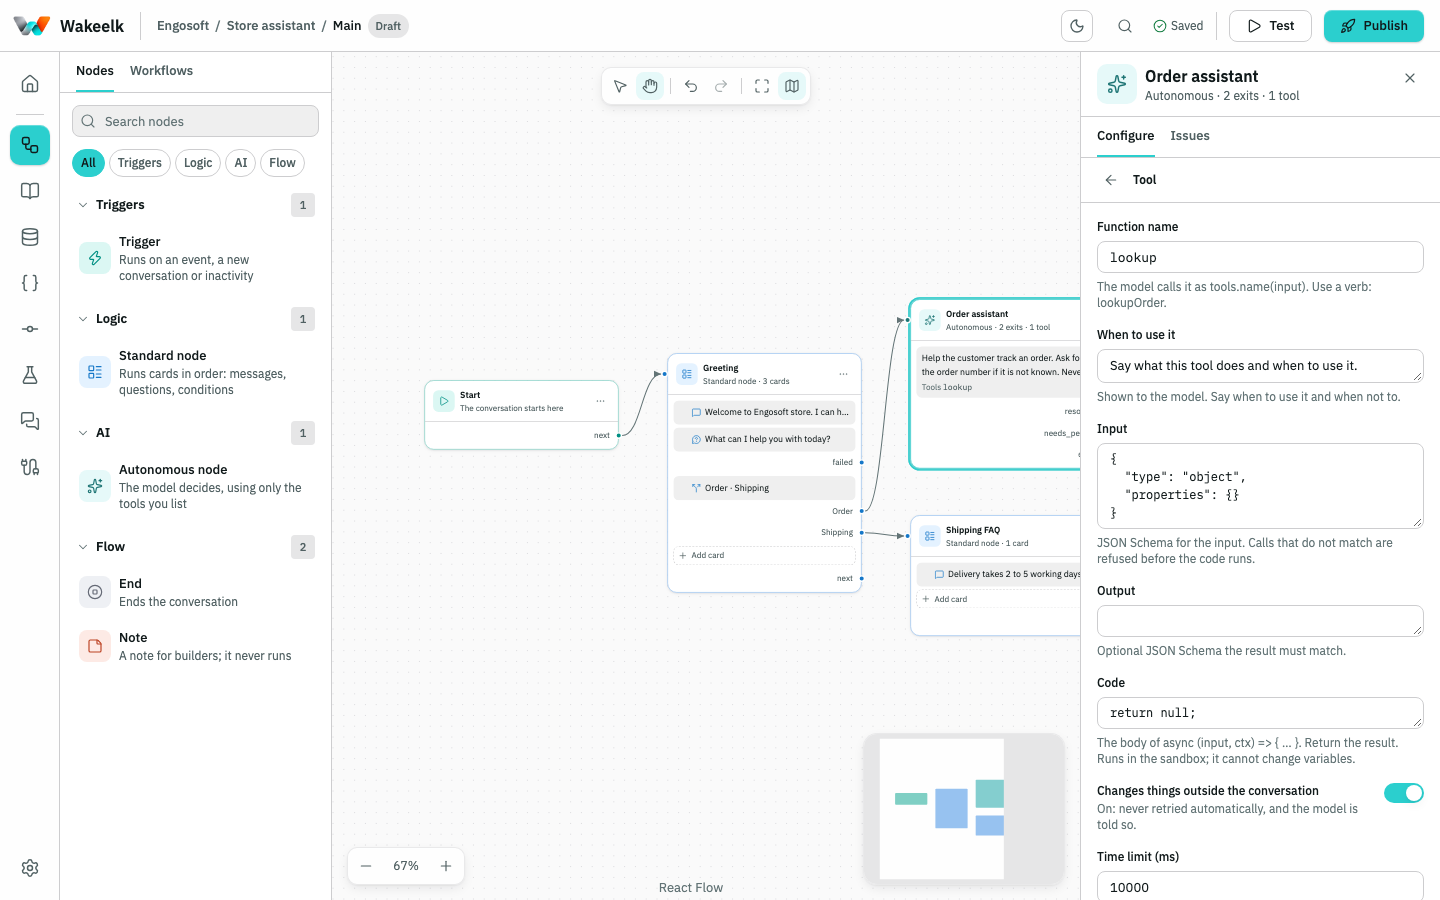 Wakeelk
Engosoft / Store assistant / Main Draft
Saved
Test
Publish
Nodes Workflows
Search nodes
All Triggers Logic AI Flow
Triggers 1
Trigger
Runs on an event, a new
conversation or inactivity
Logic 1
Standard node
Runs cards in order: messages,
questions, conditions
AI 1
Autonomous node
The model decides, using only the
tools you list
Flow 2
End
Ends the conversation
Note
A note for builders; it never runs
Start
The conversation starts here
next
Greeting
Standard node · 3 cards
Welcome to Engosoft store. I can h...
What can I help you with today?
failed
Order · Shipping
Order
Shipping
+ Add card
next
Order assistant
Autonomous · 2 exits · 1 tool
Help the customer track an order. Ask fo
the order number if it is not known. Neve
Tools lookup
reso
needs_pe
Shipping FAQ
Standard node · 1 card
Delivery takes 2 to 5 working days
+ Add card
67%
React Flow
Order assistant
Autonomous · 2 exits · 1 tool
Configure Issues
Tool
Function name
lookup
The model calls it as tools.name(input). Use a verb:
lookupOrder.
When to use it
Say what this tool does and when to use it.
Shown to the model. Say when to use it and when not to.
Input
{
"type": "object",
"properties": {}
}
JSON Schema for the input. Calls that do not match are
refused before the code runs.
Output
Optional JSON Schema the result must match.
Code
return null;
The body of async (input, ctx) => { ... }. Return the result.
Runs in the sandbox; it cannot change variables.
Changes things outside the conversation
On: never retried automatically, and the model is
told so.
Time limit (ms)
10000